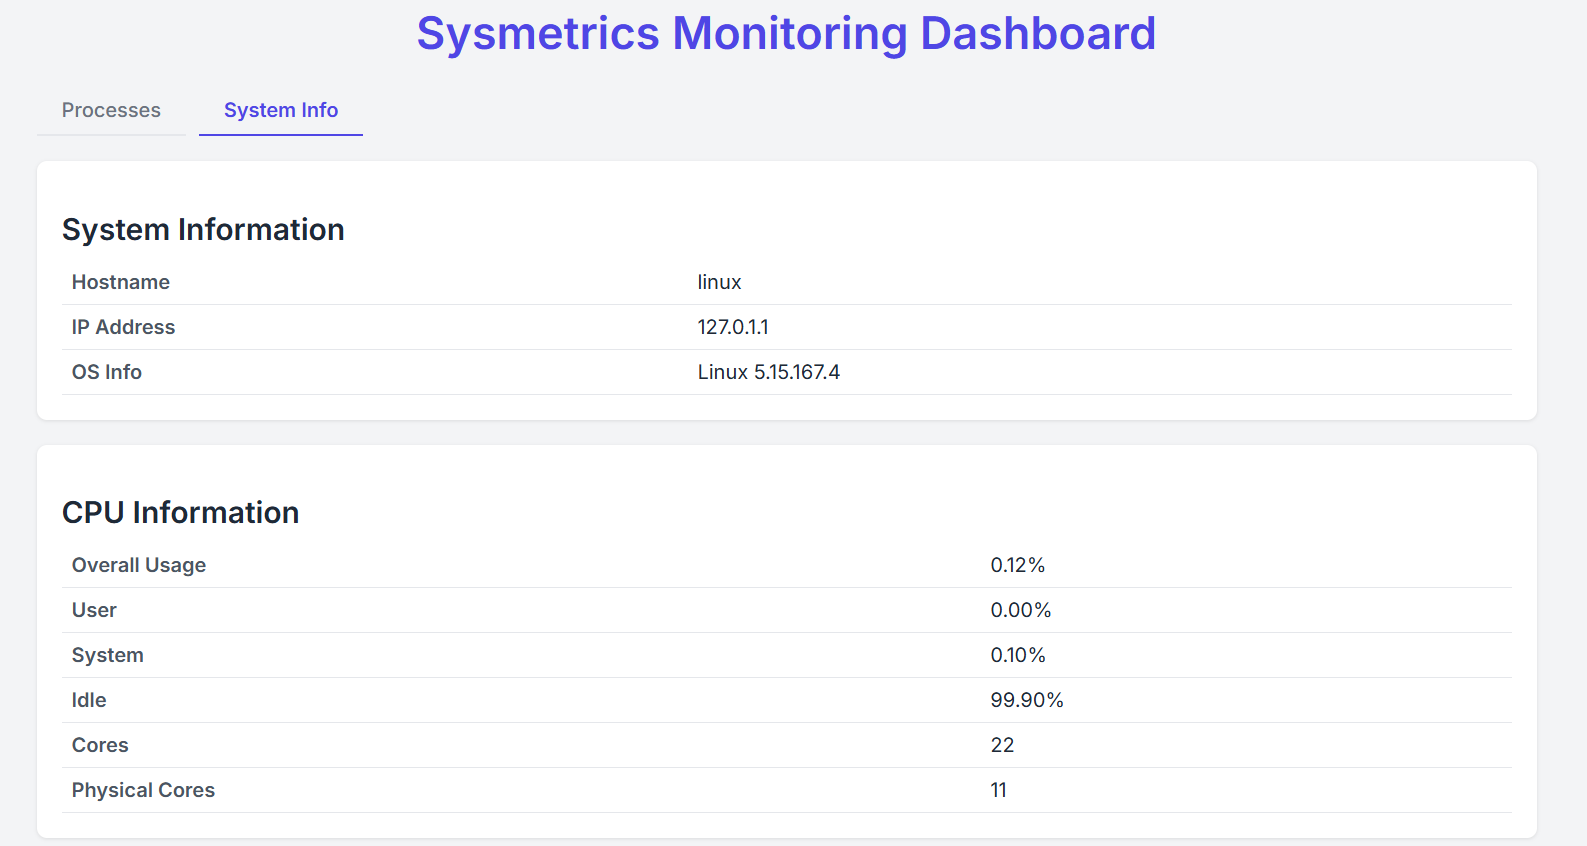 Sysmetrics Monitoring Dashboard
Processes System Info
System Information
Hostname linux
IP Address 127.0.1.1
OS Info Linux 5.15.167.4
CPU Information
Overall Usage 0.12%
User 0.00%
System 0.10%
Idle 99.90%
Cores 22
Physical Cores 11